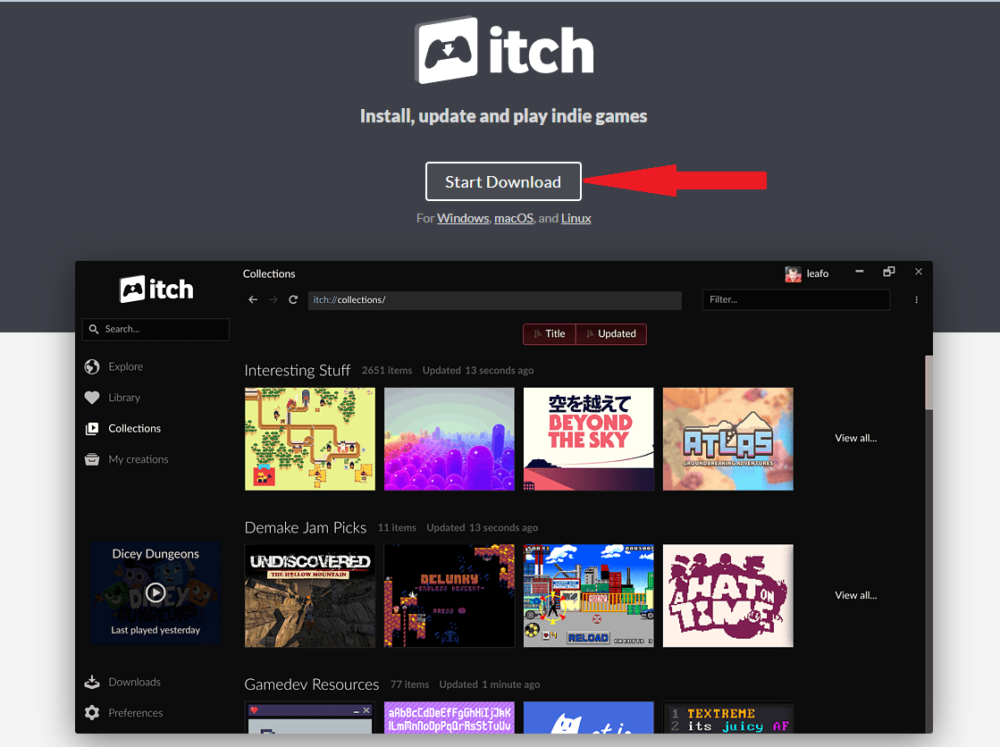 itch
Install, update and play indie games
Start Download
For Windows, macOS, and Linux
itch
Collections
leafo
itch://collections/
Filter...
Search...
Title
Updated
Explore
Library
Collections
My creations
Interesting Stuff 2651 items Updated 13 seconds ago
空を越えて
BEYOND
THE SKY
ATLAS
GROUNDBREAKING ADVENTURES
View all...
Demake Jam Picks 11 items Updated 13 seconds ago
UNDISCOVERED
THE HOLLOW MOUNTAIN
DELUNKY
ENDLESS DESCENT
PRESS
RELOAD
HAT ON
TIME
View all...
Dicey Dungeons
DICEY
DUNGEONS
Last played yesterday
Downloads
Preferences
Gamedev Resources 77 items Updated 1 minute ago
aAbBcCdDeEfFgGhHiIjJkK
lLmMnNoOpPqQrRsStTuUvV
1 TEXTREME
2 its juicy AF